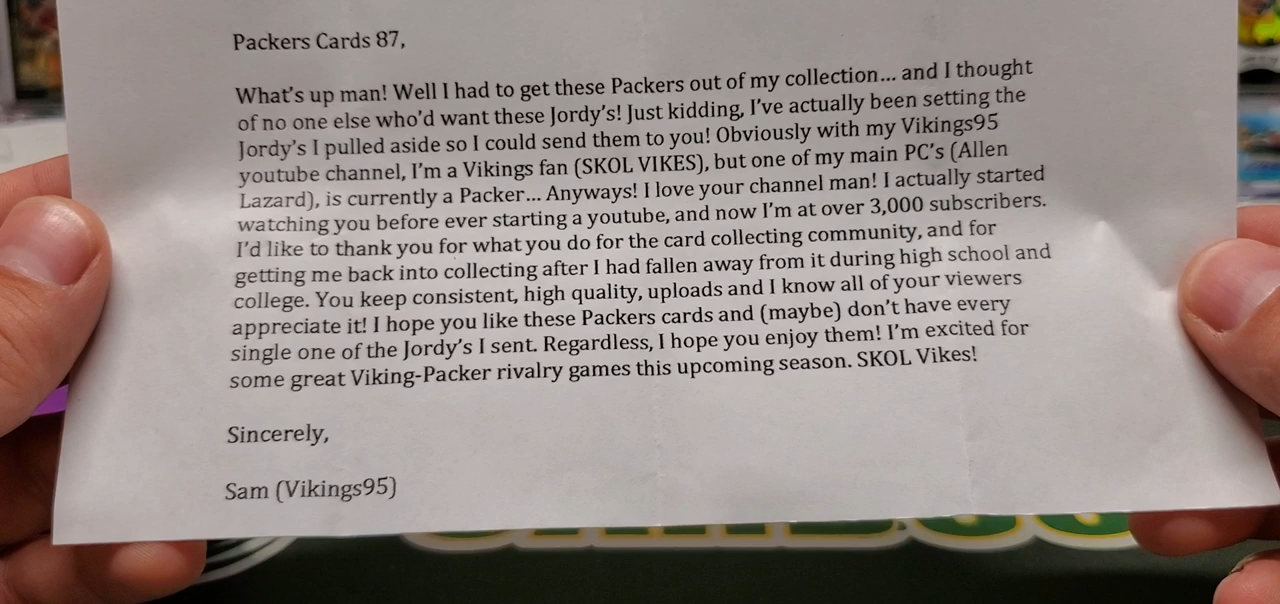 Packers Cards 87,
What's up man! Well I had to get these Packers out of my collection... and I thought
of no one else who'd want these Jordy's! Just kidding, I've actually been setting the
Jordy's I pulled aside so I could send them to you! Obviously with my Vikings95
youtube channel, I'm a Vikings fan (SKOL VIKES), but one of my main PC's (Allen
Lazard), is currently a Packer... Anyways! I love your channel man! I actually started
watching you before ever starting a youtube, and now I'm at over 3,000 subscribers.
I'd like to thank you for what you do for the card collecting community, and for
getting me back into collecting after I had fallen away from it during high school and
college. You keep consistent, high quality, uploads and I know all of your viewers
appreciate it! I hope you like these Packers cards and (maybe) don't have every
single one of the Jordy's I sent. Regardless, I hope you enjoy them! I'm excited for
some great Viking-Packer rivalry games this upcoming season. SKOL Vikes!
Sincerely,
Sam (Vikings95)